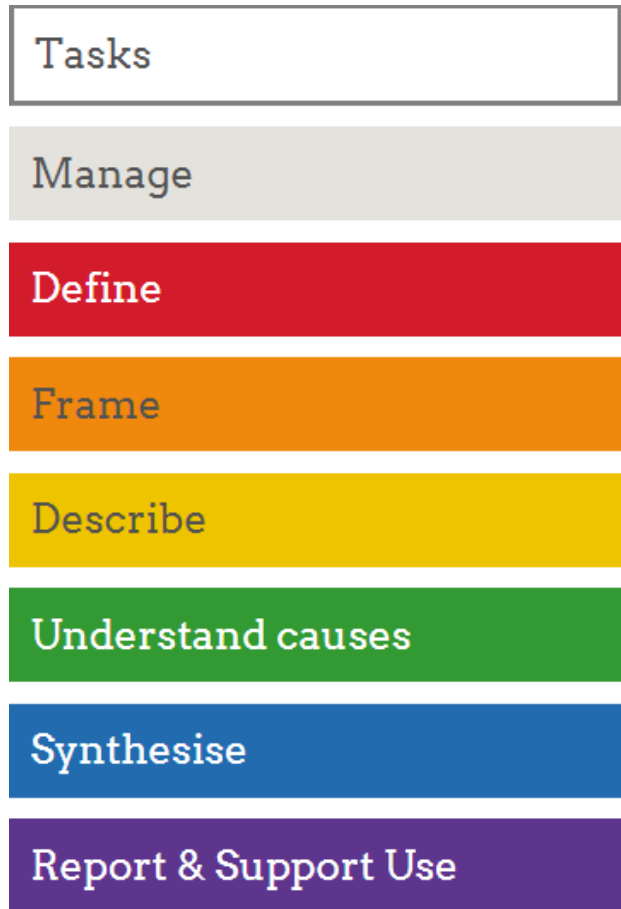 Tasks
Manage
Define
Frame
Describe
Understand causes
Synthesise
Report & Support Use